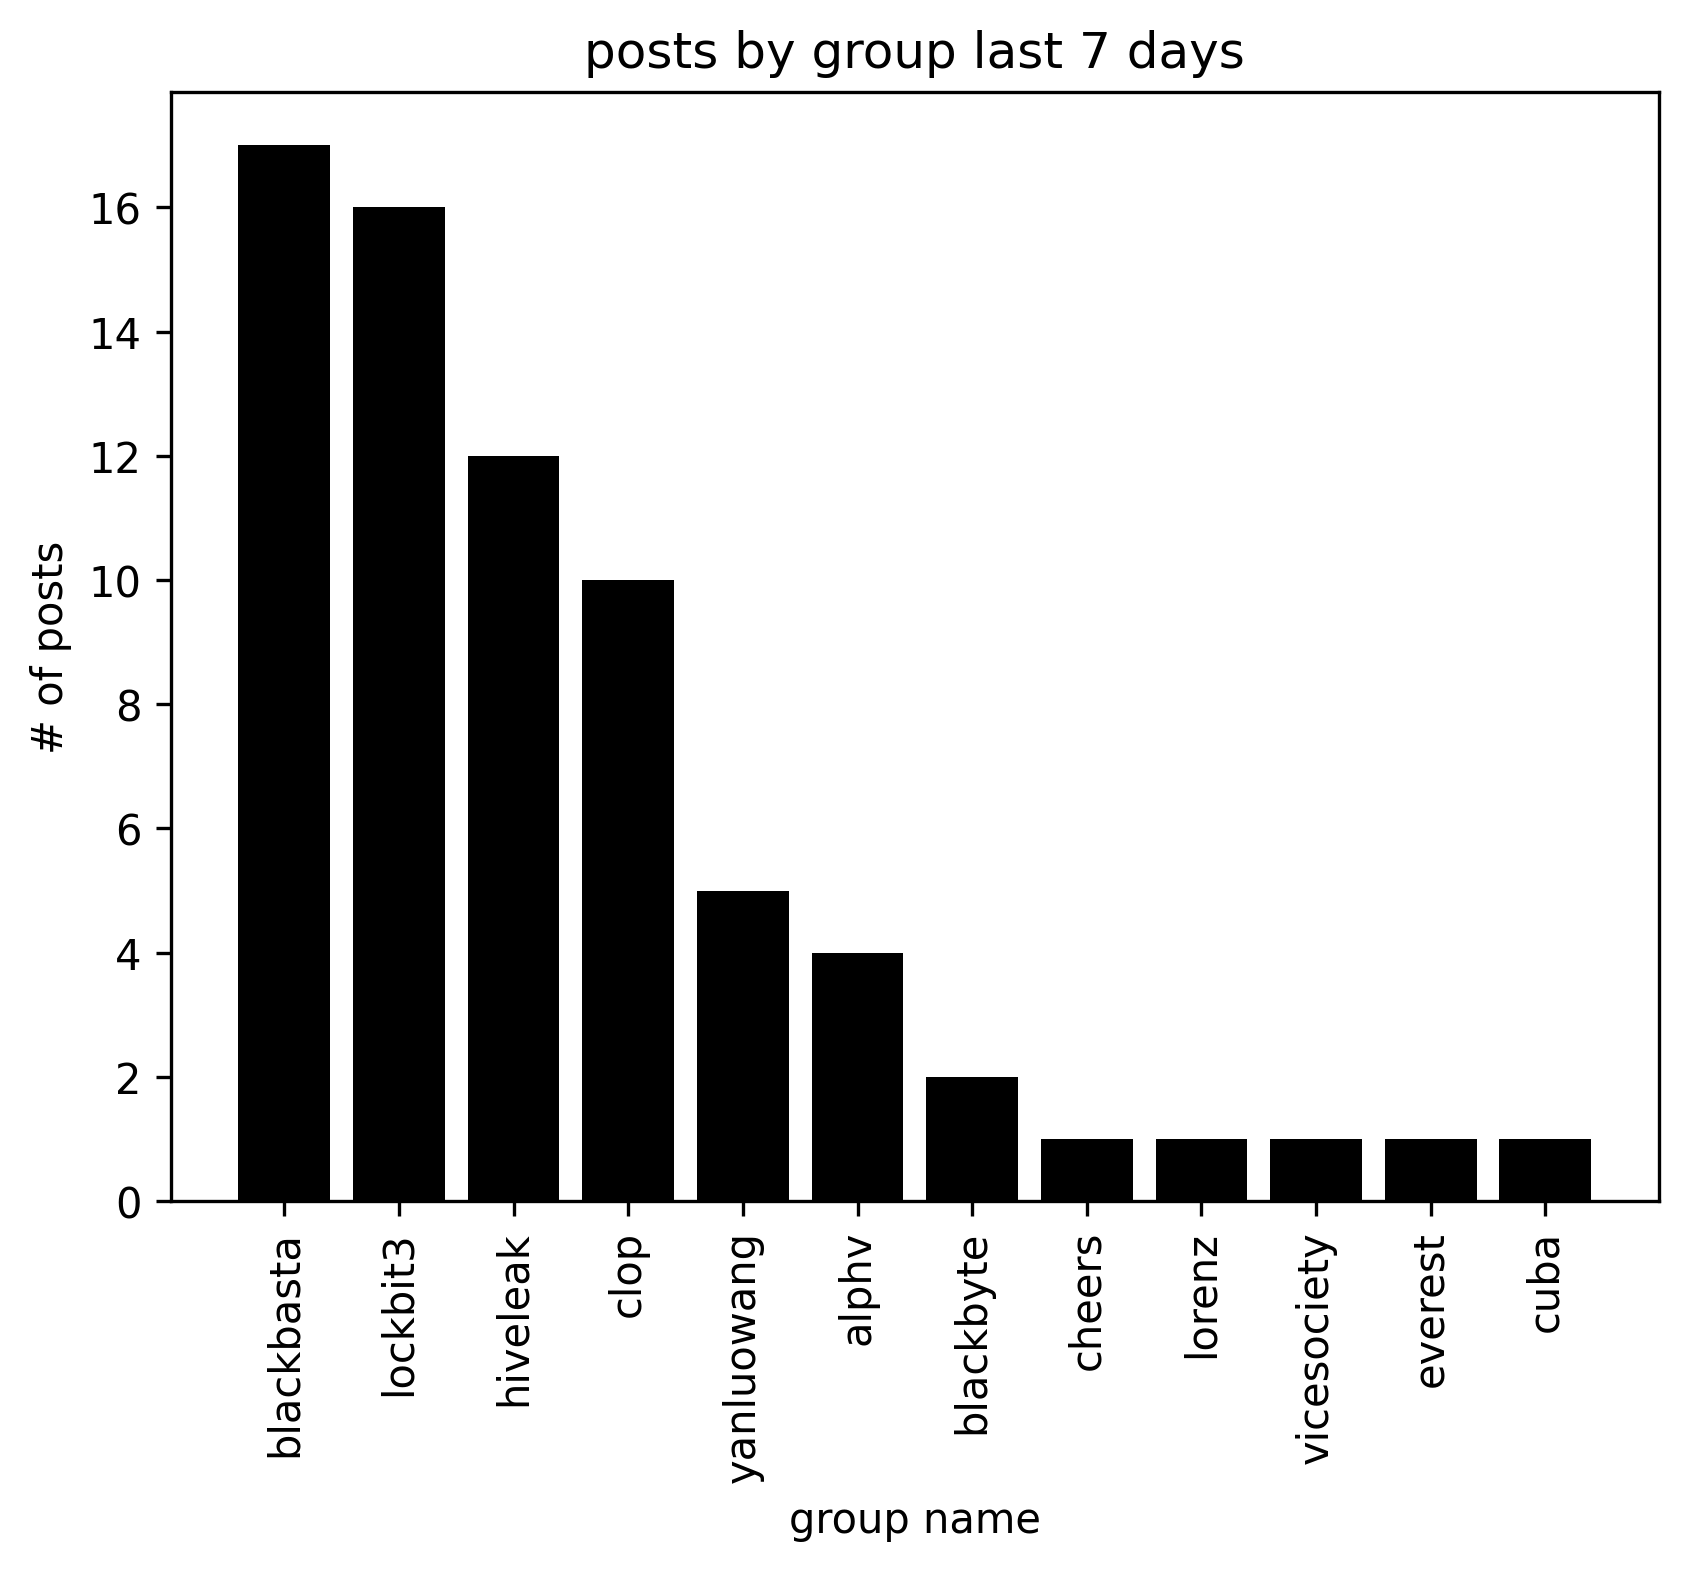 posts by group last 7 days
# of posts
16
14
12
10
8
6
4
2
0
blackbasta
lockbit3
hiveleak
clop
yanluowang
alphv
blackbyte
cheers
lorenz
vicesociety
everest
cuba
group name